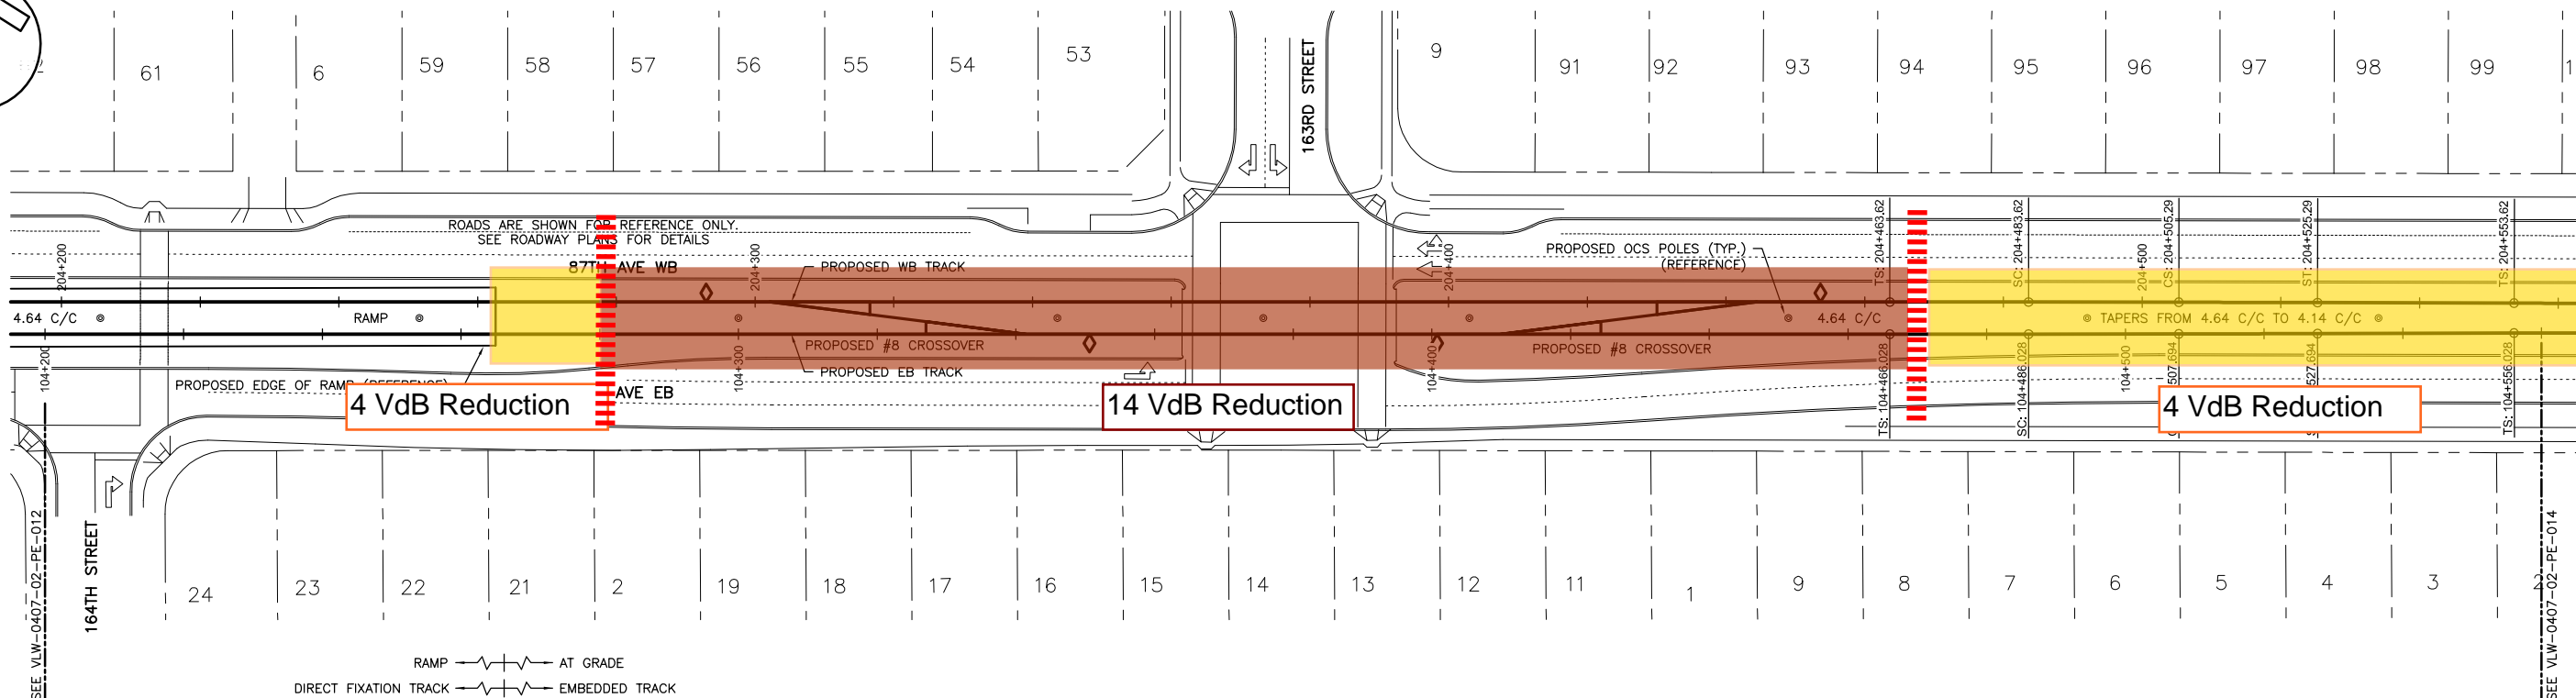 61 6 59 58 57 56 55 54 53 9 91 92 93 94 95 96 97 98 99
163RD STREET
ROADS ARE SHOWN FOR REFERENCE ONLY.
SEE ROADWAY PLANS FOR DETAILS
87TH AVE WB
PROPOSED WB TRACK
PROPOSED OCS POLES (TYP.)
(REFERENCE)
204+200
204+300
204+400
TS: 204+463.62
SC: 204+483.62
204+500
CS: 204+505.29
ST: 204+525.29
TS: 204+553.62
4.64 C/C
RAMP
4.64 C/C
TAPERS FROM 4.64 C/C TO 4.14 C/C
PROPOSED #8 CROSSOVER
PROPOSED #8 CROSSOVER
PROPOSED EB TRACK
PROPOSED EDGE OF RAMP (REFERENCE)
104+200
104+300
104+400
TS: 104+466.028
SC: 104+486.028
104+500
507.694
527.694
TS: 104+556.028
4 VdB Reduction
AVE EB
14 VdB Reduction
4 VdB Reduction
24 23 22 21 2 19 18 17 16 15 14 13 12 11 1 9 8 7 6 5 4 3 2
SEE VLW-0407-02-PE-012
164TH STREET
SEE VLW-0407-02-PE-014
RAMP AT GRADE
DIRECT FIXATION TRACK EMBEDDED TRACK